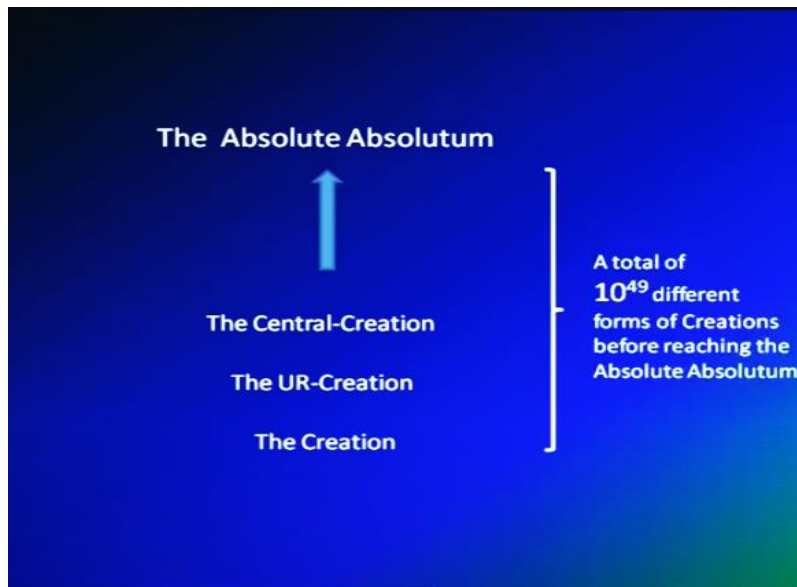 The Absolute Absolutum
The Central-Creation
The UR-Creation
The Creation
A total of
10⁴⁹ different
forms of Creations
before reaching the
Absolute Absolutum